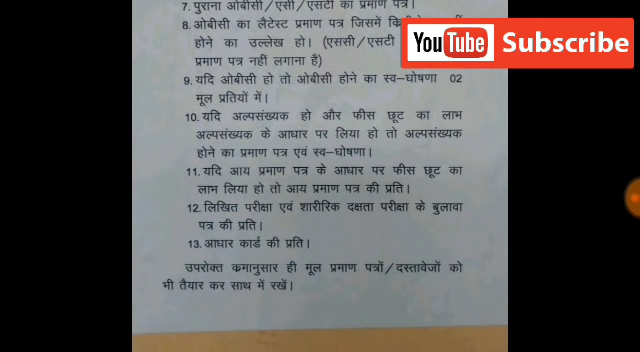 7. पुराना ओबीसी/एसी/एसटी का प्रमाण पत्र।
8. ओबीसी का लैटेस्ट प्रमाण पत्र जिसमें
होने का उल्लेख हो। (एससी/एसटी
प्रमाण पत्र नहीं लगाना है)
9. यदि ओबीसी हो तो ओबीसी होने का स्व–घोषणा 02
मूल प्रतियों में।
10. यदि अल्पसंख्यक हो और फीस छूट का लाभ
अल्पसंख्यक के आधार पर लिया हो तो अल्पसंख्यक
होने का प्रमाण पत्र एवं स्व–घोषणा।
11. यदि आय प्रमाण पत्र के आधार पर फीस छूट का
लाभ लिया हो तो आय प्रमाण पत्र की प्रति।
12. लिखित परीक्षा एवं शारीरिक दक्षता परीक्षा के बुलावा
पत्र की प्रति।
13. आधार कार्ड की प्रति।
उपरोक्त कमानुसार ही मूल प्रमाण पत्रों/दस्तावेजों को
भी तैयार कर साथ में रखें।
YouTube Subscribe